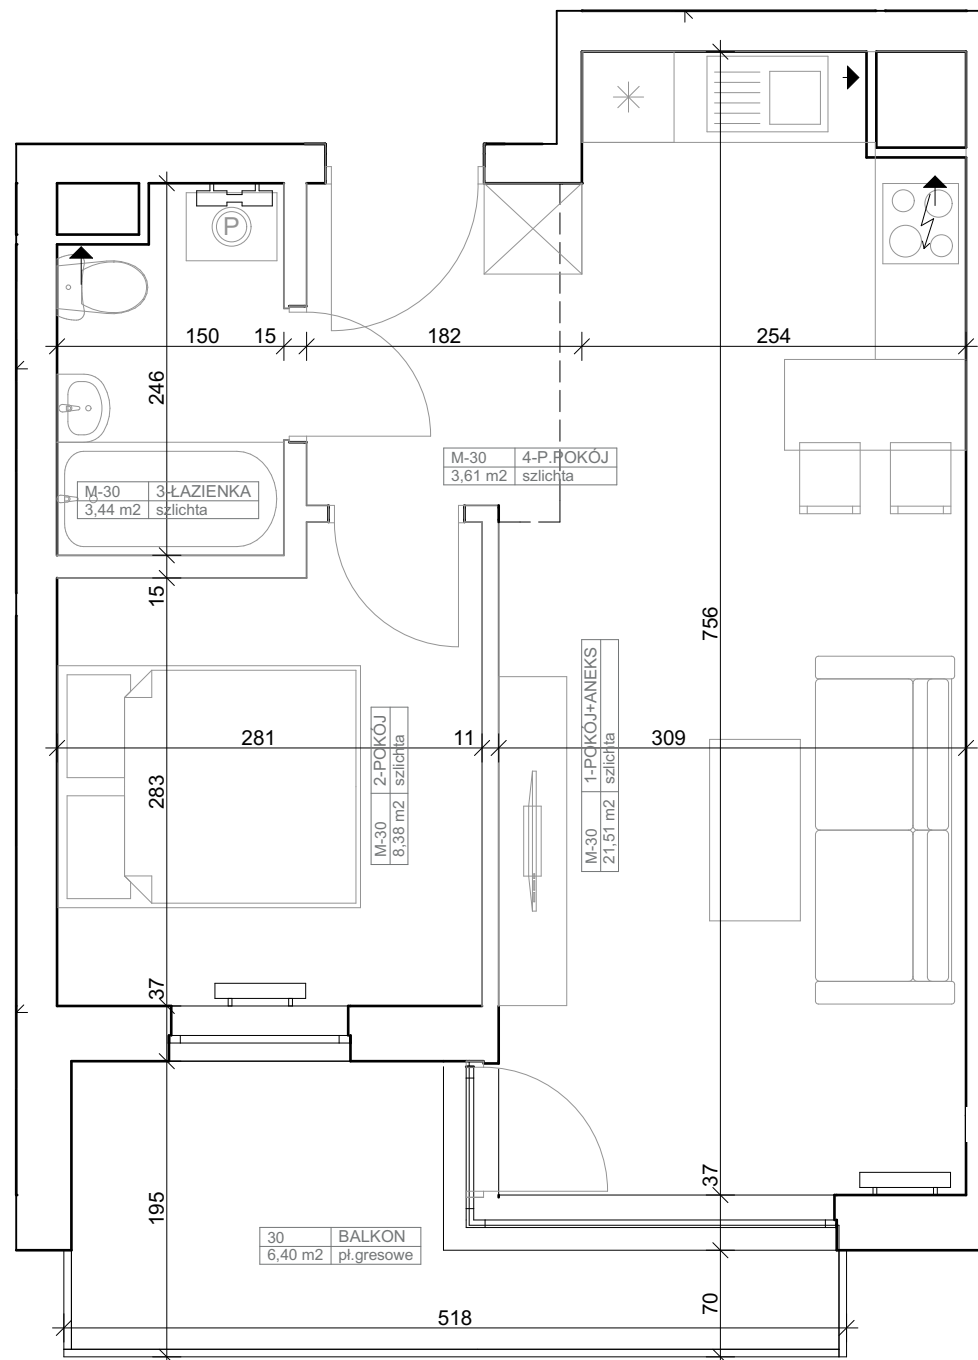 P
150
15
182
254
246
M-30 4-P.POKÓJ
3,61 m2 szlichta
M-30 3-ŁAZIENKA
3,44 m2 szlichta
15
756
M-30 2-POKÓJ
8,38 m2 szlichta
M-30 1-POKÓJ+ANEKS
21,51 m2 szlichta
281
11
309
283
37
37
195
30 BALKON
6,40 m2 pł.gresowe
70
518